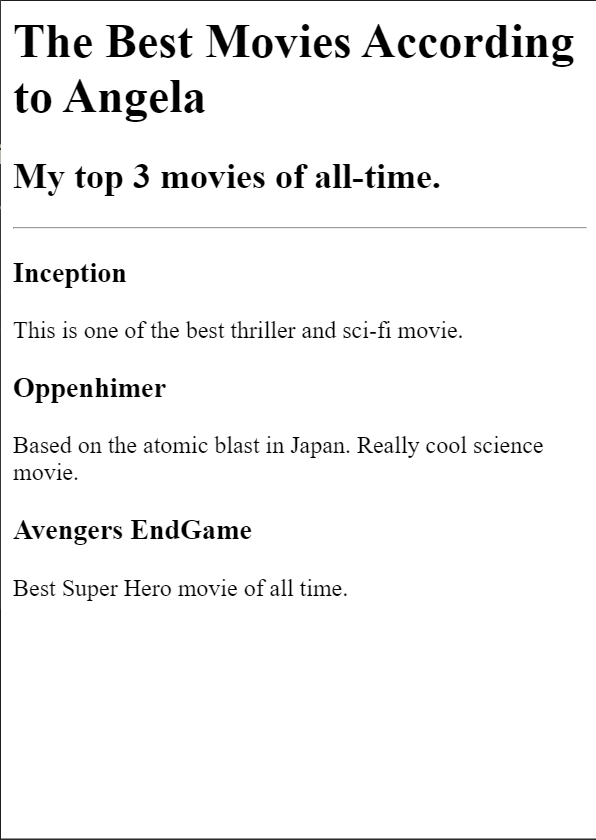 The Best Movies According
to Angela
My top 3 movies of all-time.
Inception
This is one of the best thriller and sci-fi movie.
Oppenhimer
Based on the atomic blast in Japan. Really cool science
movie.
Avengers EndGame
Best Super Hero movie of all time.